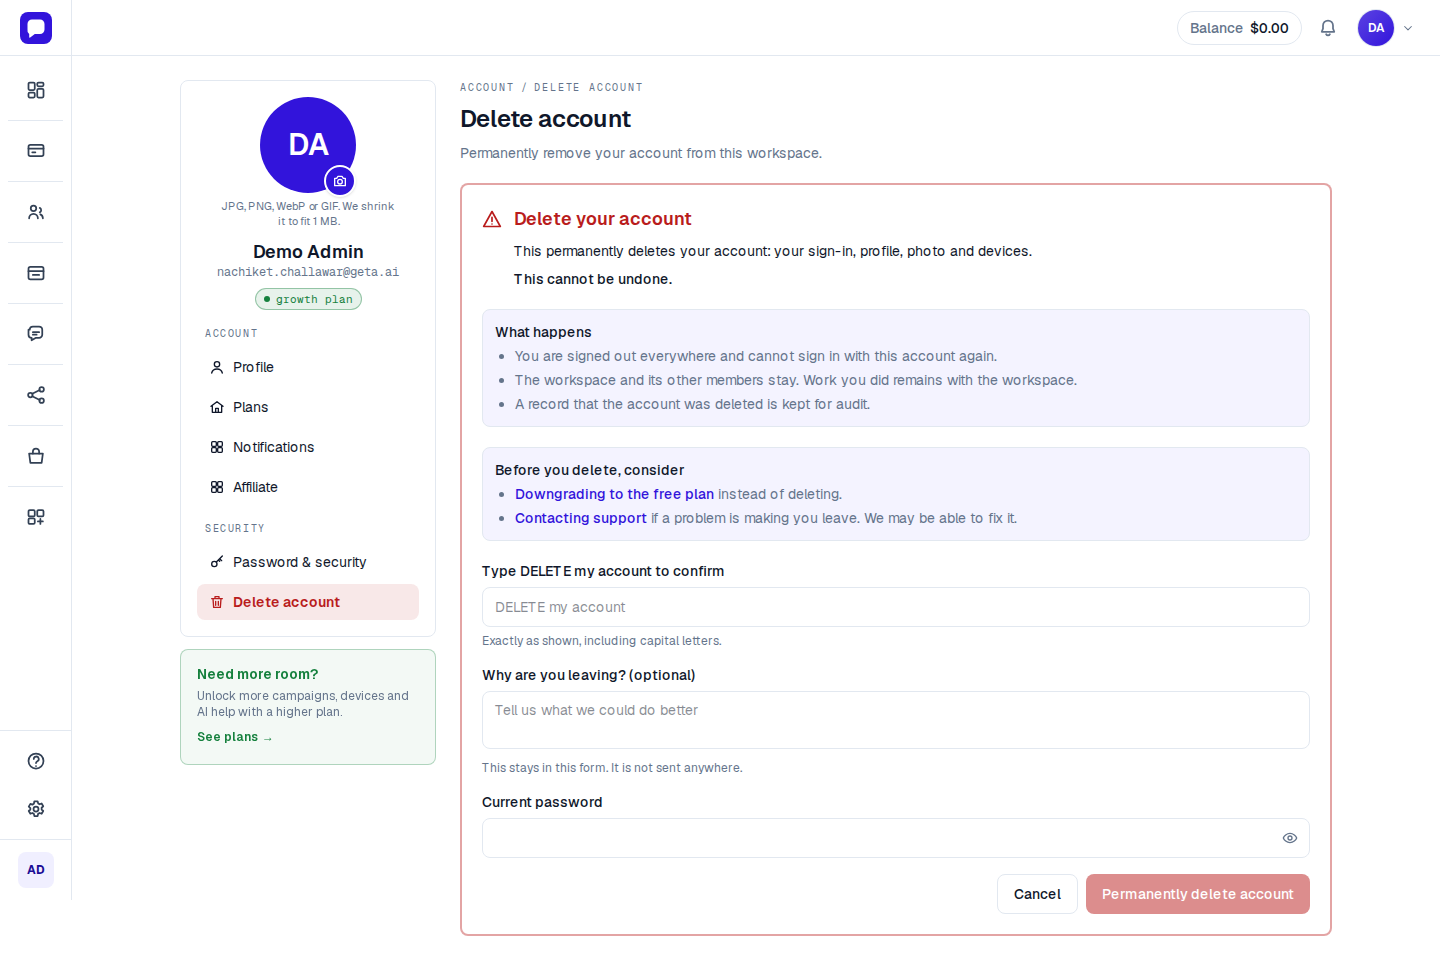 Balance $0.00
DA
DA
JPG, PNG, WebP or GIF. We shrink
it to fit 1 MB.
Demo Admin
nachiket.challawar@geta.ai
growth plan
ACCOUNT
Profile
Plans
Notifications
Affiliate
SECURITY
Password & security
Delete account
Need more room?
Unlock more campaigns, devices and
AI help with a higher plan.
See plans →
AD
ACCOUNT / DELETE ACCOUNT
Delete account
Permanently remove your account from this workspace.
Delete your account
This permanently deletes your account: your sign-in, profile, photo and devices.
This cannot be undone.
What happens
• You are signed out everywhere and cannot sign in with this account again.
• The workspace and its other members stay. Work you did remains with the workspace.
• A record that the account was deleted is kept for audit.
Before you delete, consider
• Downgrading to the free plan instead of deleting.
• Contacting support if a problem is making you leave. We may be able to fix it.
Type DELETE my account to confirm
DELETE my account
Exactly as shown, including capital letters.
Why are you leaving? (optional)
Tell us what we could do better
This stays in this form. It is not sent anywhere.
Current password
Cancel
Permanently delete account